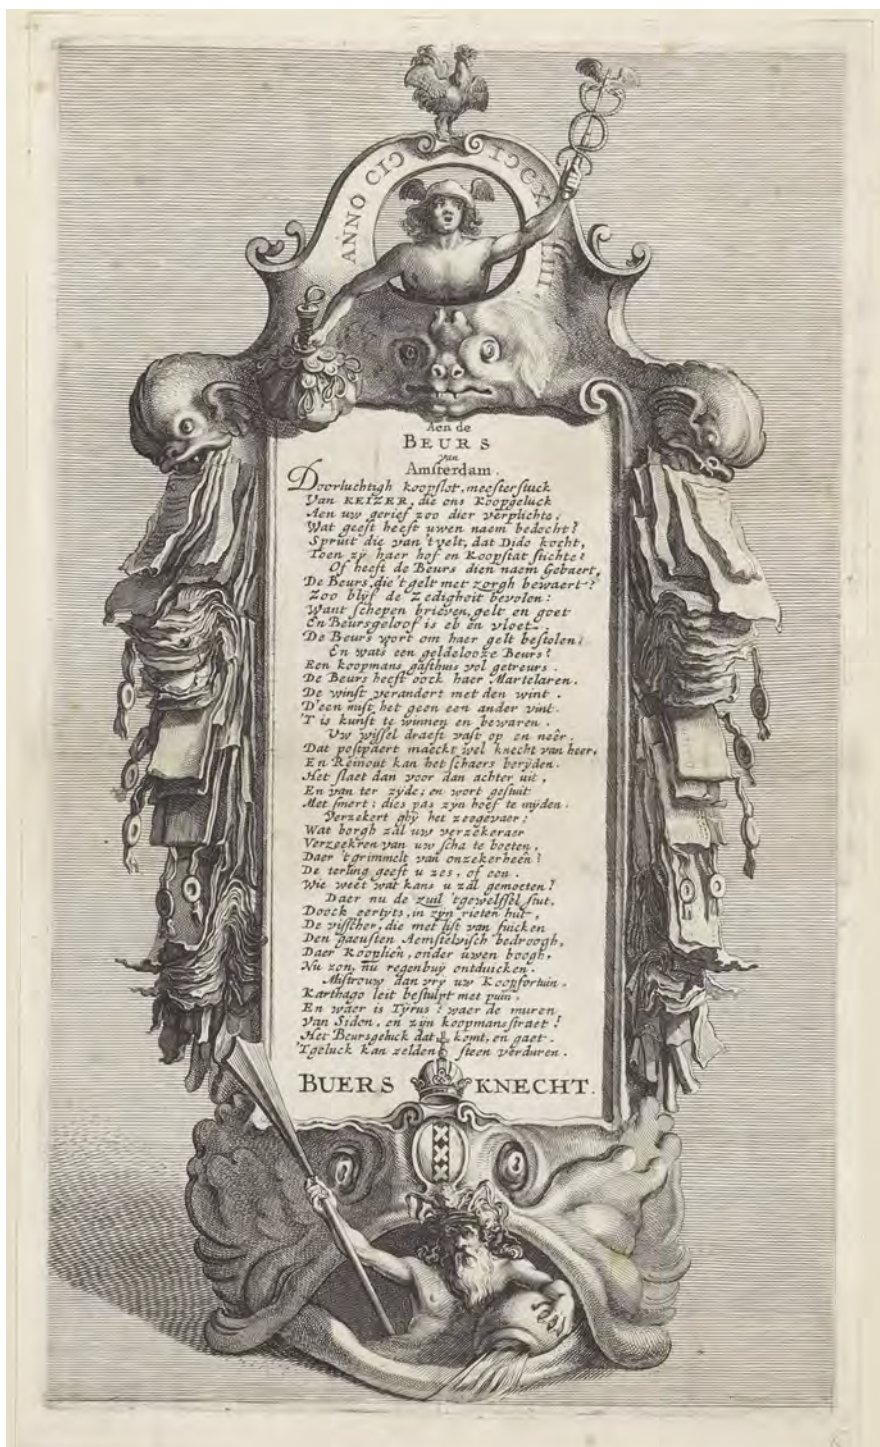 ANNO CIↃ IↃCXLIIII.
Aen de
BEURS
van
Amsterdam.
Doorluchtigh koopslot, meesterstuck
Van KEIZER, die ons Koopgeluck
Aen uw gerief zoo dier verplichte;
Wat geest heeft uwen naem bedocht?
Spruit die van 't velt, dat Dido kocht,
Toen zy haer hof en Koopstat stichte?
Of heeft de Beurs dien naem Gebaert,
De Beurs, die 't gelt met zorgh bewaert?
Zoo blyf de Zedigheit bevolen:
Want schepen brieven, gelt en goet
En Beursgeloof is eb en vloet.
De Beurs wort om haer gelt bestolen;
En wats een geldelooze Beurs?
Een koopmans gasthuis vol getreurs.
De Beurs heeft oock haer Martelaren.
De winst verandert met den wint.
D'een mist het geen een ander vint.
'T is kunst te winnen en bewaren.
Uw wissel draeft vast op en neêr.
Dat postpaert maeckt wel knecht van heer,
En Reinout kan het schaers beryden.
Het slaet dan voor dan achter uit,
En van ter zyde; en wort gestuit
Met smert; dies pas zyn hoef te myden.
Verzekert ghy het zeegevaer;
Wat borgh zal uw verzekeraer
Verzeekren van uw scha te boeten,
Daer 't grimmelt van onzekerheên?
De terling geeft u zes, of een.
Wie weet wat kans u zal gemoeten?
Daer nu de zuil 't gewelfsel stut,
Doock eertyts, in zyn rieten hut,
De visscher, die met list van fuicken
Den gaeusten Aemstelvisch bedroogh,
Daer Koopliên, onder uwen boogh,
Nu zon, nu regenbuy ontduicken.
Mistrouw dan vry uw Koopfortuin.
Karthago leit bestulpt met puin.
En waer is Tyrus? waer de muren
Van Sidon, en zyn koopmanstraet?
Het Beursgeluck dat komt, en gaet.
'T geluck kan zelden steen verduren.
BUERS KNECHT.